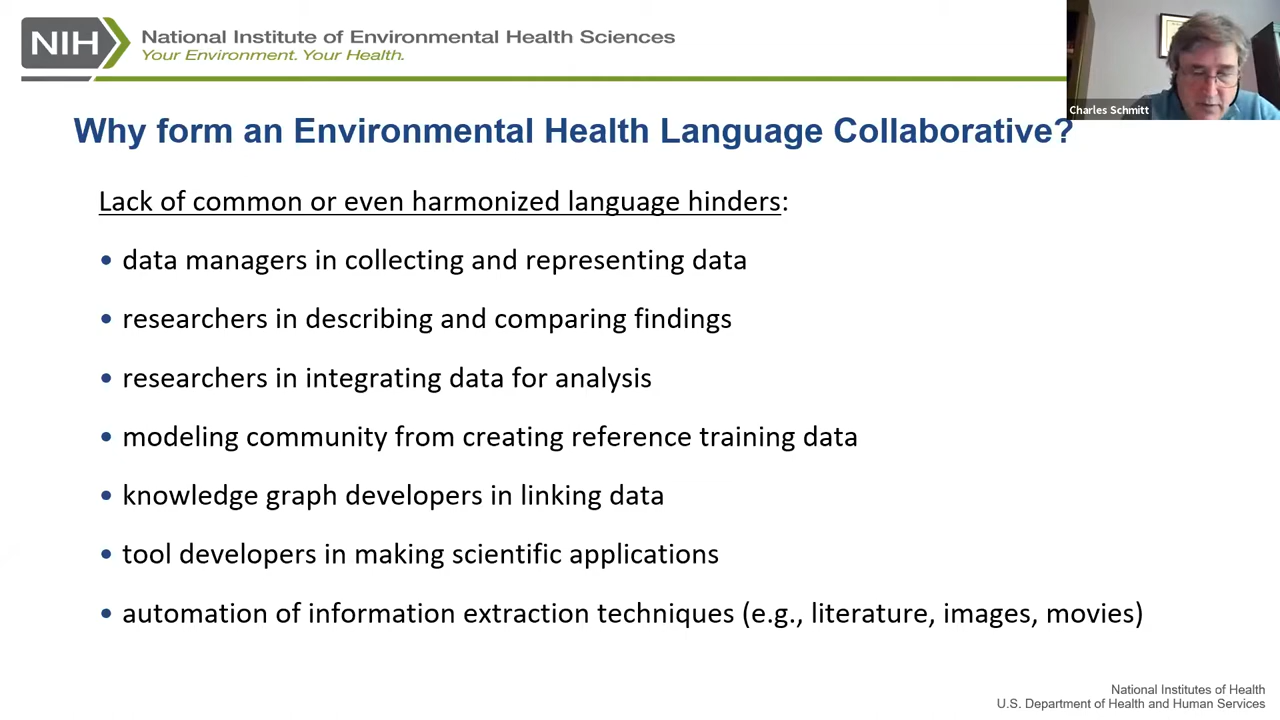 NIH
National Institute of Environmental Health Sciences
Your Environment. Your Health.
Charles Schmitt
Why form an Environmental Health Language Collaborative?
Lack of common or even harmonized language hinders:
• data managers in collecting and representing data
• researchers in describing and comparing findings
• researchers in integrating data for analysis
• modeling community from creating reference training data
• knowledge graph developers in linking data
• tool developers in making scientific applications
• automation of information extraction techniques (e.g., literature, images, movies)
National Institutes of Health
U.S. Department of Health and Human Services